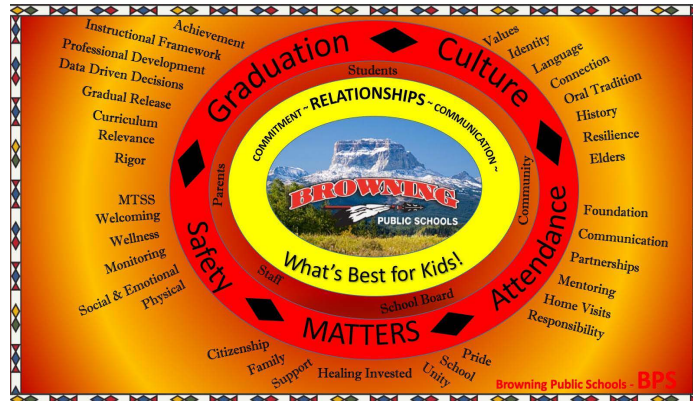 Achievement
Instructional Framework
Professional Development
Data Driven Decisions
Gradual Release
Curriculum
Relevance
Rigor
MTSS
Welcoming
Wellness
Monitoring
Social & Emotional
Physical
Graduation
Culture
Attendance
MATTERS
Safety
Students
Community
School Board
Staff
Parents
COMMITMENT ~ RELATIONSHIPS ~ COMMUNICATION ~
BROWNING
PUBLIC SCHOOLS
What's Best for Kids!
Values
Identity
Language
Connection
Oral Tradition
History
Resilience
Elders
Foundation
Communication
Partnerships
Mentoring
Home Visits
Responsibility
Citizenship
Family
Support
Healing Invested
Unity
School
Pride
Browning Public Schools - BPS